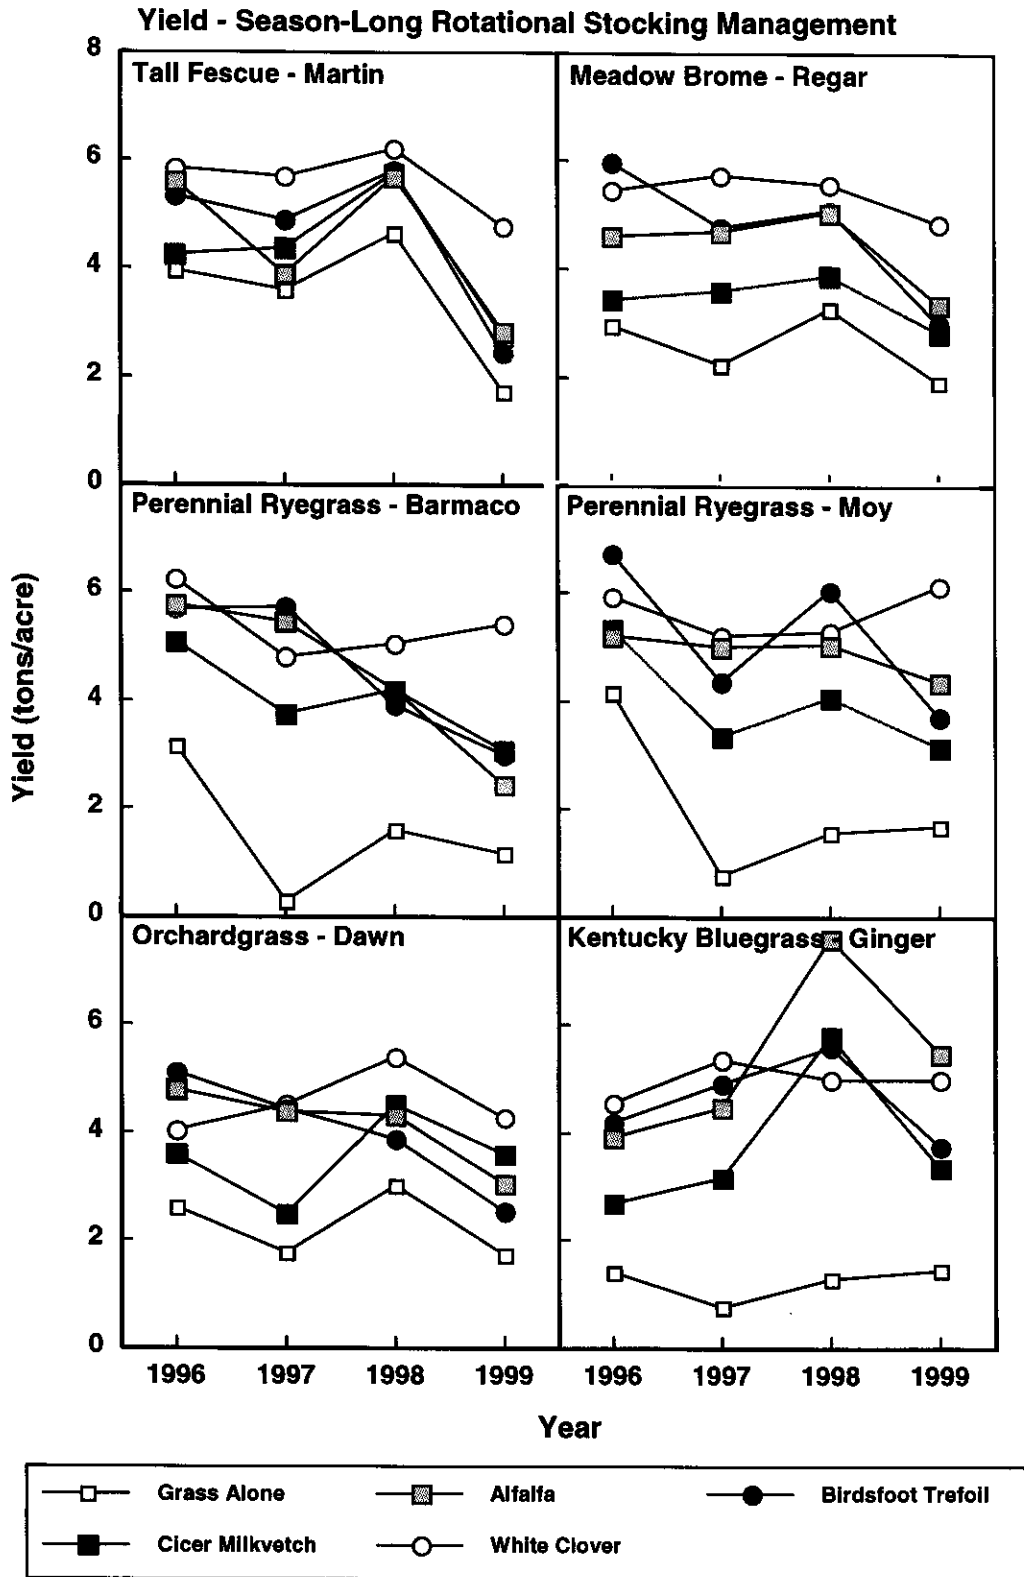 Yield - Season-Long Rotational Stocking Management
8
Tall Fescue - Martin
Meadow Brome - Regar
6
4
2
0
Perennial Ryegrass - Barmaco
Perennial Ryegrass - Moy
6
4
2
0
Yield (tons/acre)
Orchardgrass - Dawn
Kentucky Bluegrass - Ginger
6
4
2
0
1996 1997 1998 1999
1996 1997 1998 1999
Year
Grass Alone
Alfalfa
Birdsfoot Trefoil
Cicer Milkvetch
White Clover